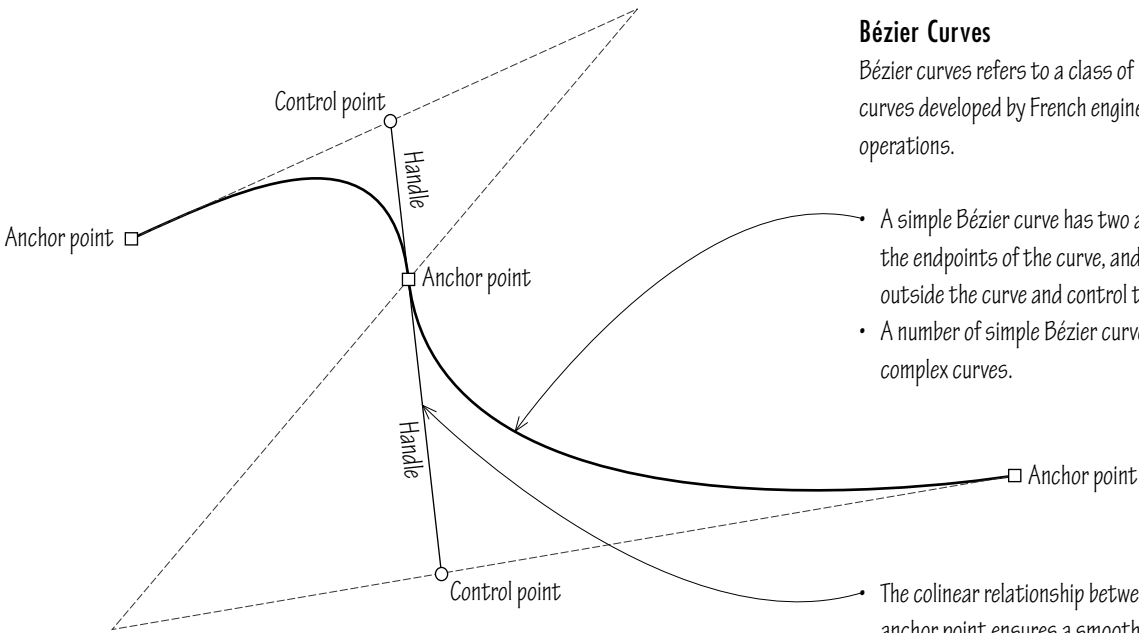 Bézier Curves
Bézier curves refers to a class of
curves developed by French engine
operations.
Control point
Handle
Anchor point
A simple Bézier curve has two a
the endpoints of the curve, and
outside the curve and control t
Anchor point
• A number of simple Bézier curve
complex curves.
Handle
Anchor point
Control point
• The colinear relationship betwe
anchor point ensures a smooth